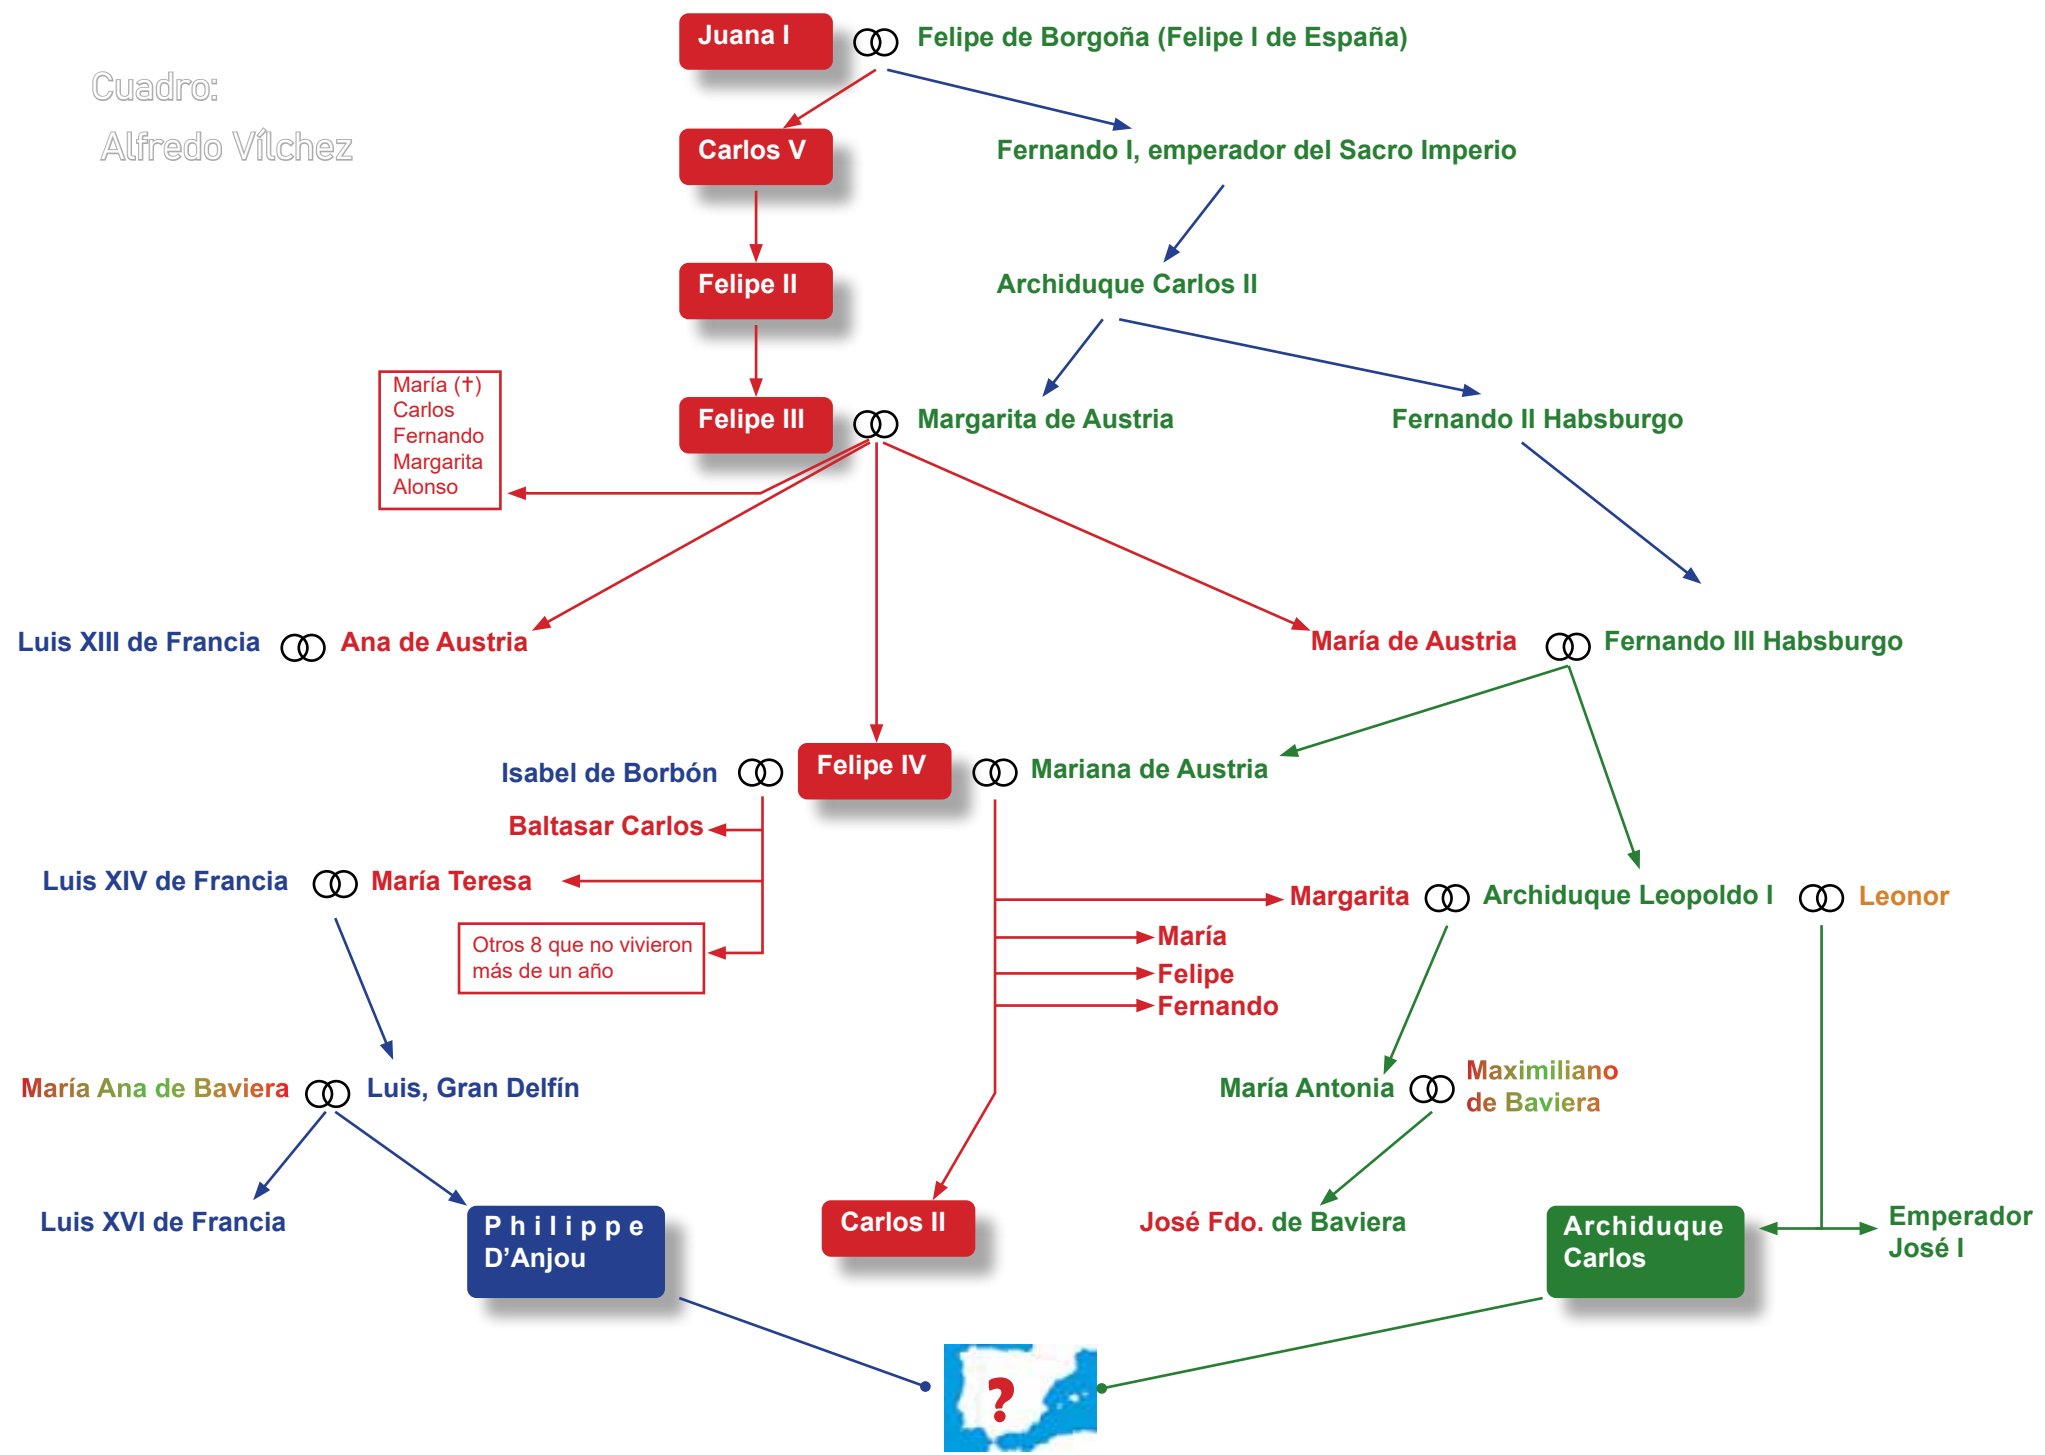 Juana I
Felipe de Borgoña (Felipe I de España)
Cuadro:
Alfredo Vílchez
Carlos V
Fernando I, emperador del Sacro Imperio
Felipe II
Archiduque Carlos II
María (✝)
Carlos
Fernando
Margarita
Alonso
Felipe III
Margarita de Austria
Fernando II Habsburgo
Luis XIII de Francia
Ana de Austria
María de Austria
Fernando III Habsburgo
Isabel de Borbón
Felipe IV
Mariana de Austria
Baltasar Carlos
Luis XIV de Francia
María Teresa
Margarita
Archiduque Leopoldo I
Leonor
Otros 8 que no vivieron
más de un año
María
Felipe
Fernando
María Ana de Baviera
Luis, Gran Delfín
María Antonia
Maximiliano
de Baviera
Luis XVI de Francia
Philippe
D’Anjou
Carlos II
José Fdo. de Baviera
Archiduque
Carlos
Emperador
José I
?